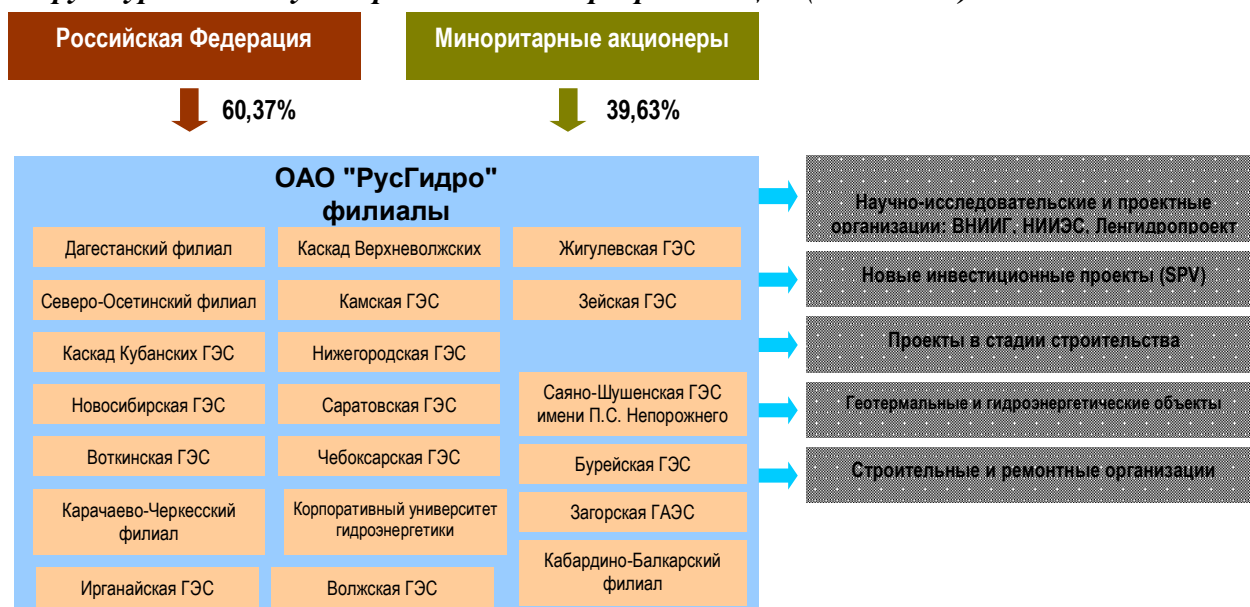 Российская Федерация
Миноритарные акционеры
60,37%
39,63%
ОАО "РусГидро"
филиалы
Дагестанский филиал
Каскад Верхневолжских
Жигулевская ГЭС
Северо-Осетинский филиал
Камская ГЭС
Зейская ГЭС
Каскад Кубанских ГЭС
Нижегородская ГЭС
Новосибирская ГЭС
Саратовская ГЭС
Саяно-Шушенская ГЭС
имени П.С. Непорожнего
Воткинская ГЭС
Чебоксарская ГЭС
Бурейская ГЭС
Карачаево-Черкесский
филиал
Корпоративный университет
гидроэнергетики
Загорская ГАЭС
Кабардино-Балкарский
филиал
Ирганайская ГЭС
Волжская ГЭС
Научно-исследовательские и проектные
организации: ВНИИГ, НИИЭС, Ленгидропроект
Новые инвестиционные проекты (SPV)
Проекты в стадии строительства
Геотермальные и гидроэнергетические объекты
Строительные и ремонтные организации